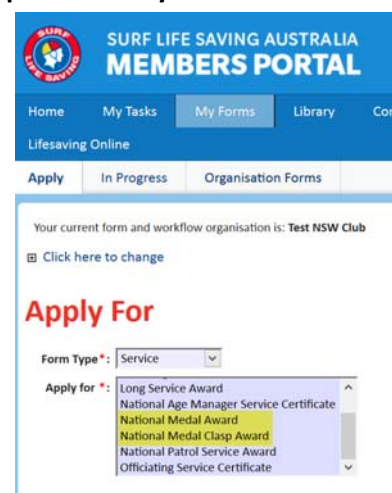 SURF LIFE SAVING
SURF LIFE SAVING AUSTRALIA
MEMBERS PORTAL
Home My Tasks My Forms Library
Lifesaving Online
Apply In Progress Organisation Forms
Your current form and workflow organisation is: Test NSW Club
Click here to change
Apply For
Form Type*: Service
Apply for *: Long Service Award
National Age Manager Service Certificate
National Medal Award
National Medal Clasp Award
National Patrol Service Award
Officiating Service Certificate